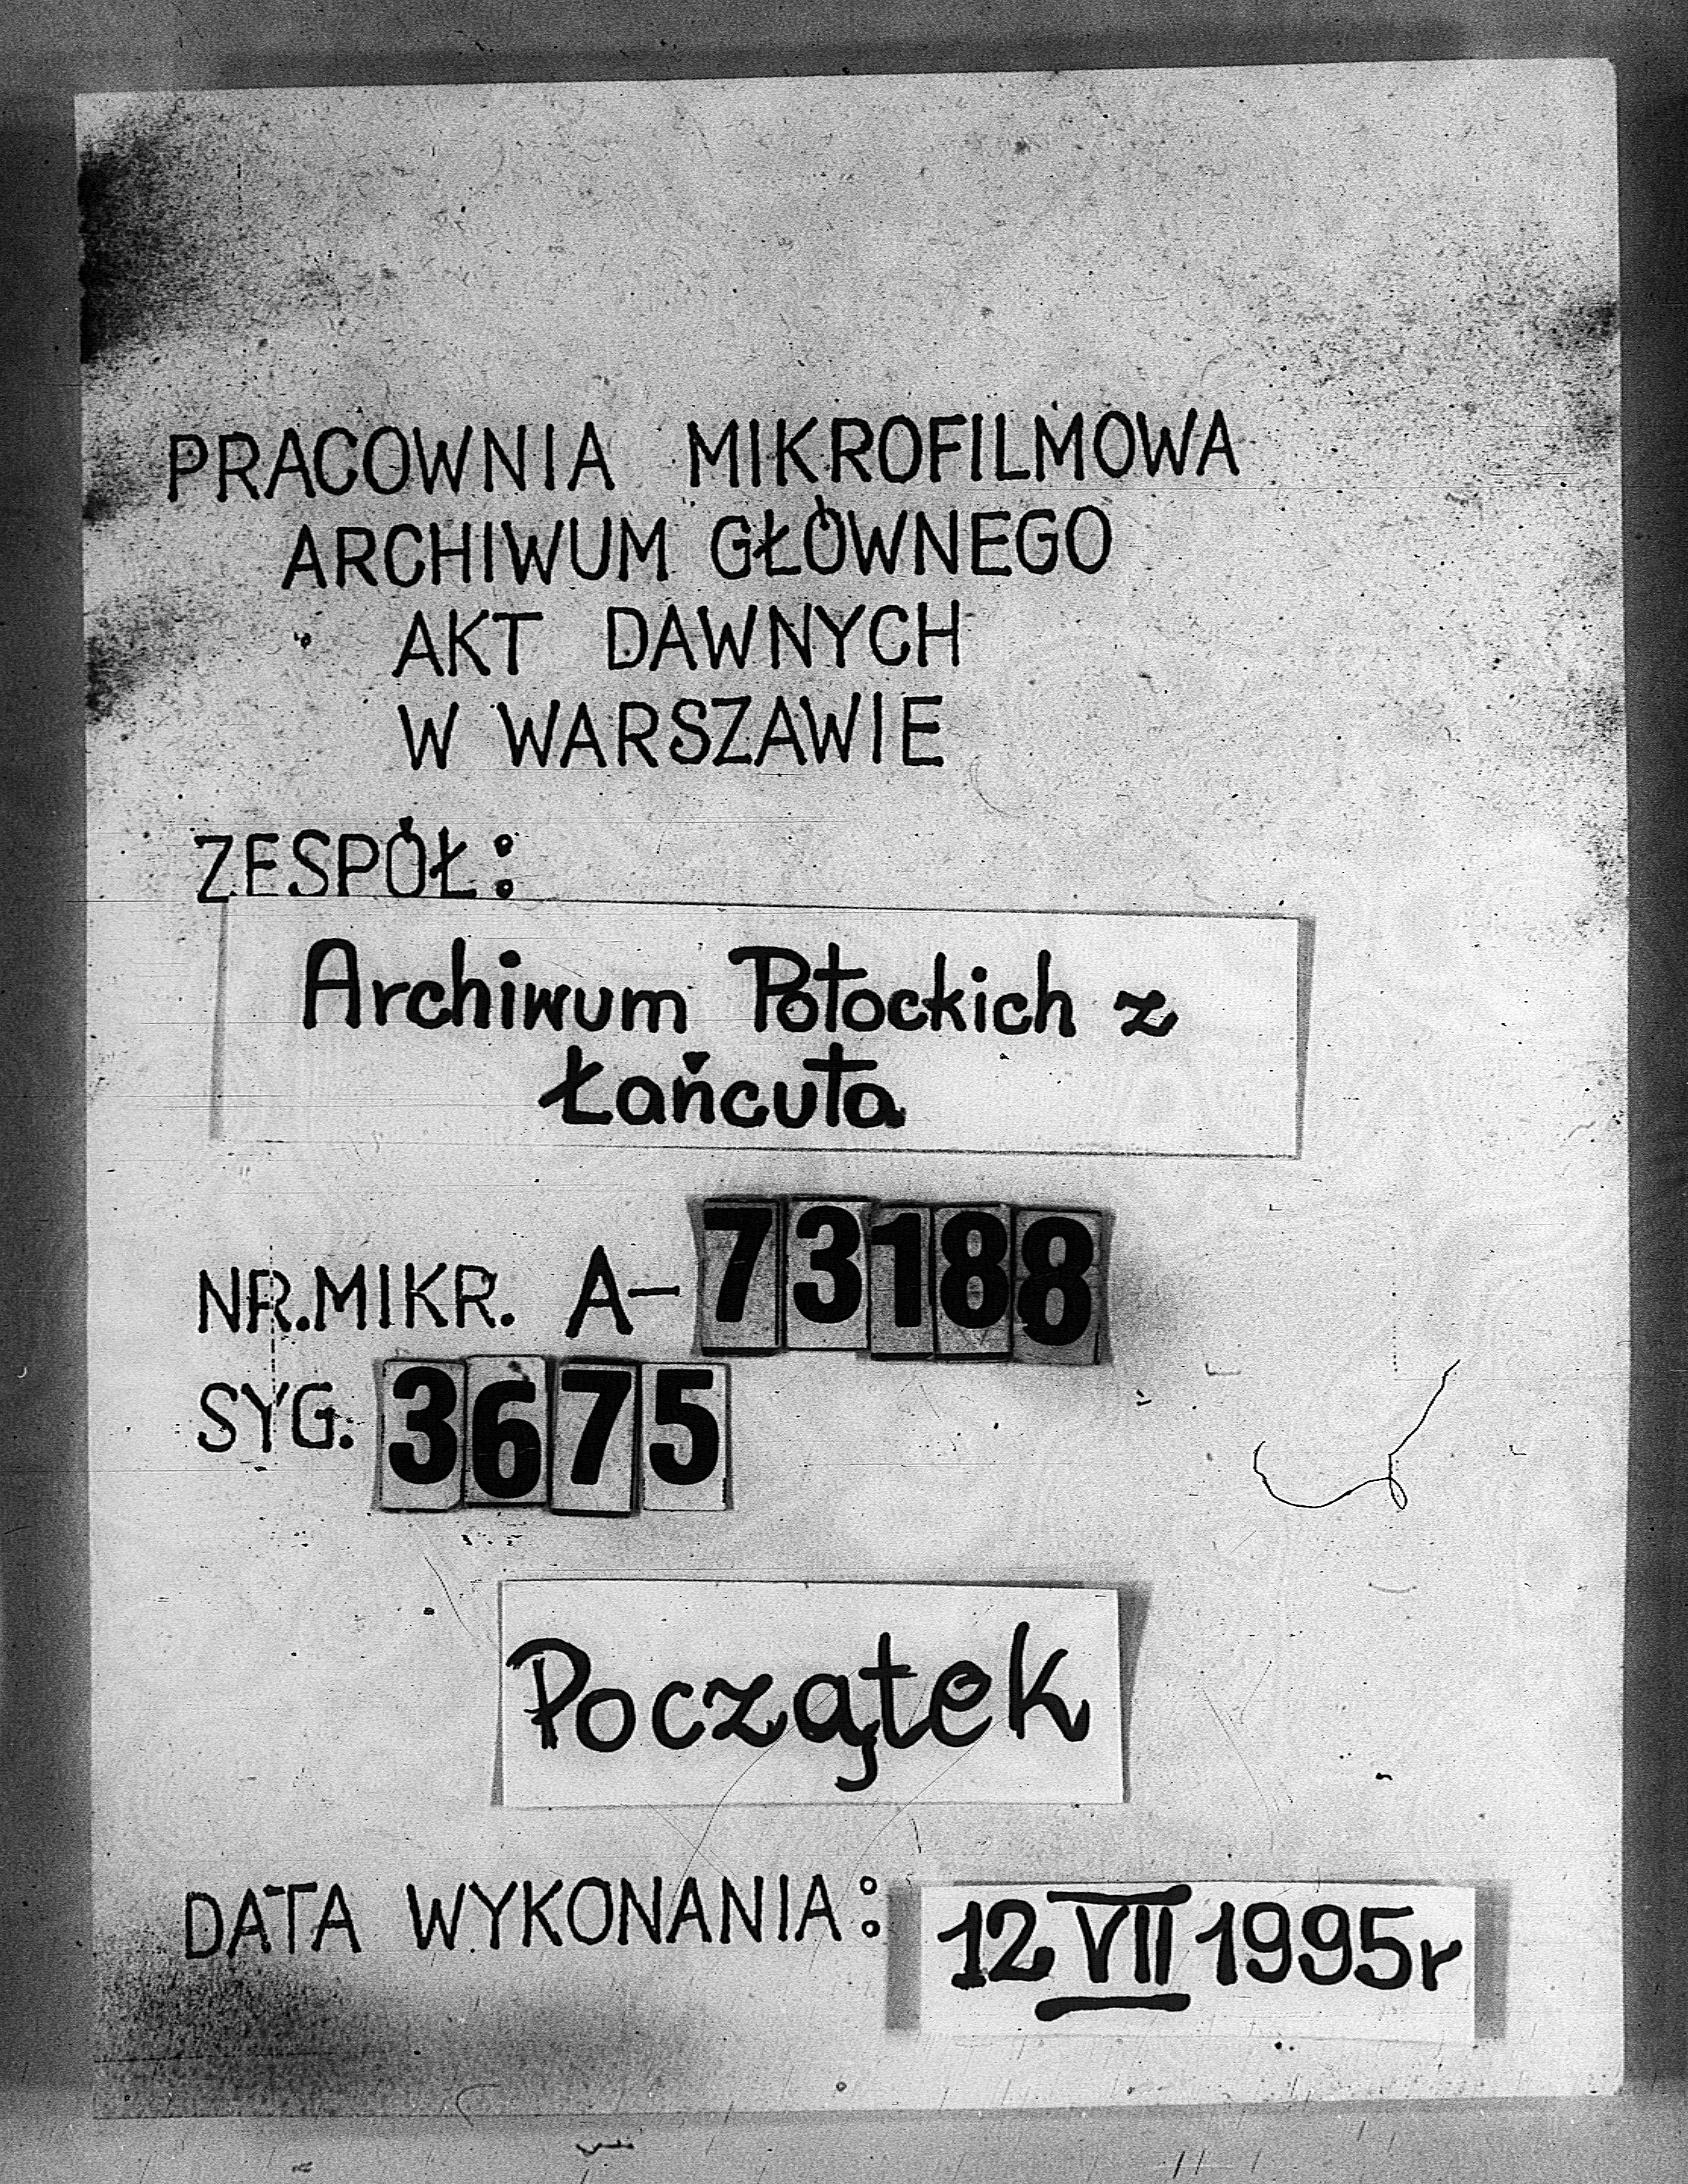 PRACOWNIA MIKROFILMOWA
ARCHIWUM GŁÓWNEGO
AKT DAWNYCH
W WARSZAWIE
ZESPÓŁ:
Archiwum Potockich z
Łańcuta
NR.MIKR. A-73188
SYG: 3675
Początek
DATA WYKONANIA: 12 VII 1995r